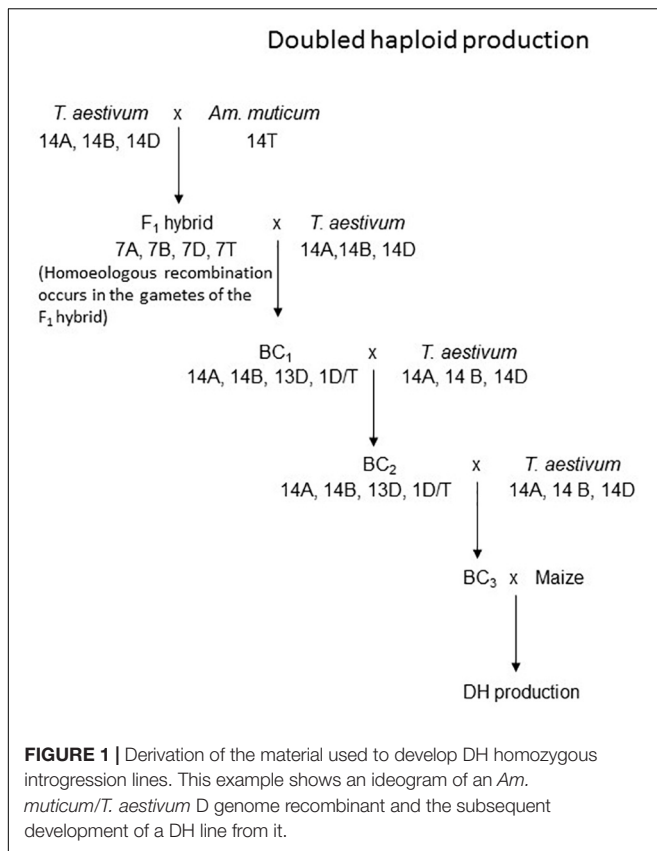 Doubled haploid production
T. aestivum x Am. muticum
14A, 14B, 14D 14T
F₁ hybrid x T. aestivum
7A, 7B, 7D, 7T 14A,14B, 14D
(Homoeologous recombination
occurs in the gametes of the
F₁ hybrid)
BC₁ x T. aestivum
14A, 14B, 13D, 1D/T 14A, 14 B, 14D
BC₂ x T. aestivum
14A, 14B, 13D, 1D/T 14A, 14 B, 14D
BC₃ x Maize
DH production
FIGURE 1 | Derivation of the material used to develop DH homozygous
introgression lines. This example shows an ideogram of an Am.
muticum/T. aestivum D genome recombinant and the subsequent
development of a DH line from it.